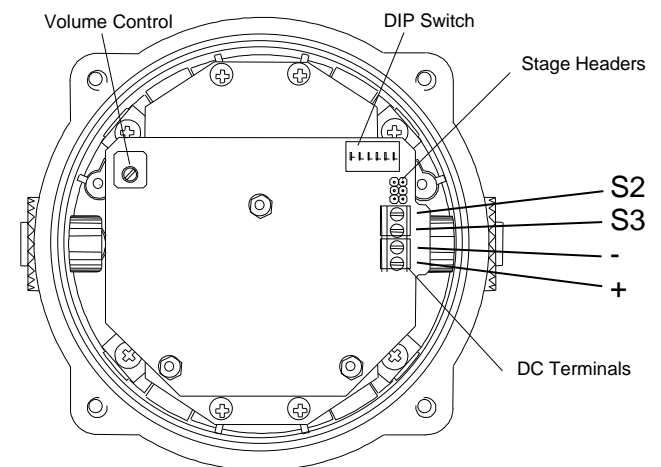 Volume Control
DIP Switch
Stage Headers
S2
S3
-
+
DC Terminals